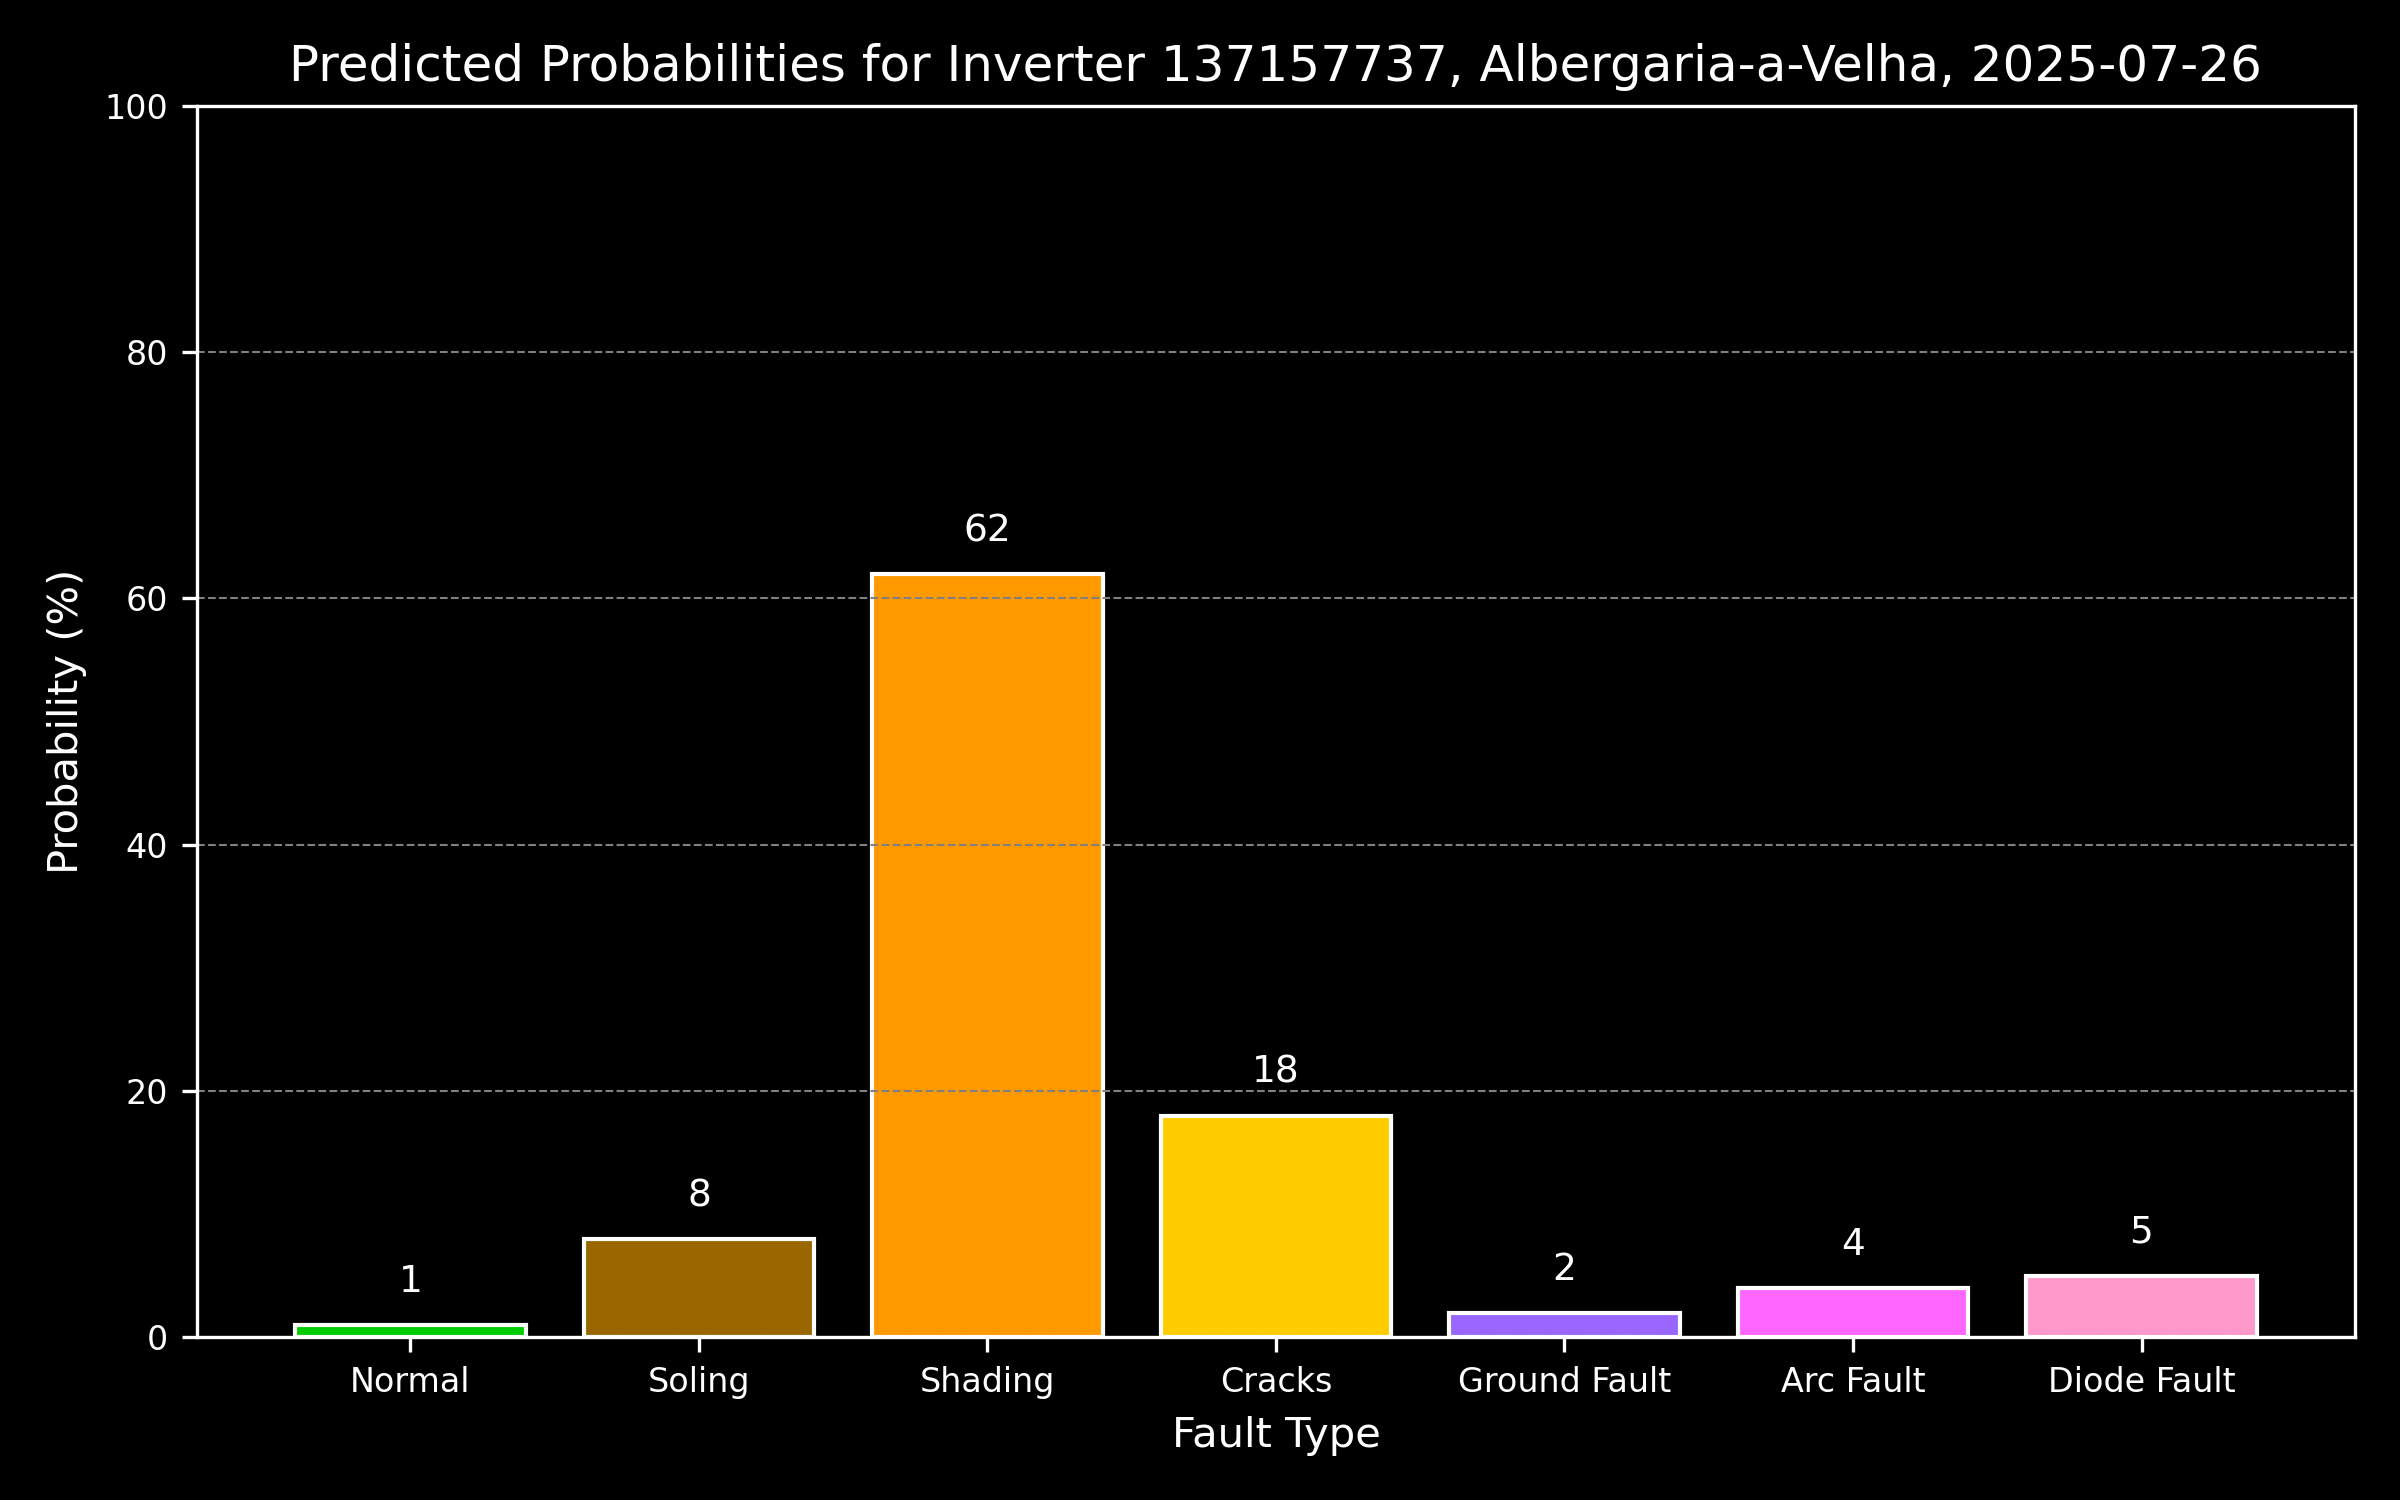 Predicted Probabilities for Inverter 137157737, Albergaria-a-Velha, 2025-07-26
Probability (%)
100
80
60
40
20
0
1
8
62
18
2
4
5
Normal
Soling
Shading
Cracks
Ground Fault
Arc Fault
Diode Fault
Fault Type